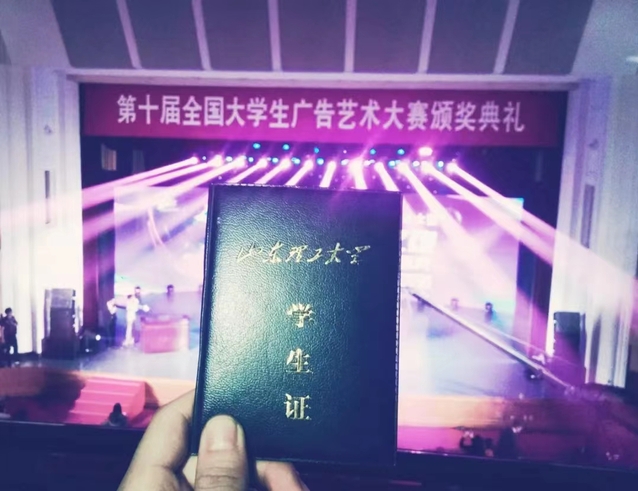 第十届全国大学生广告艺术大赛颁奖典礼
山东理工大学
学
生
证